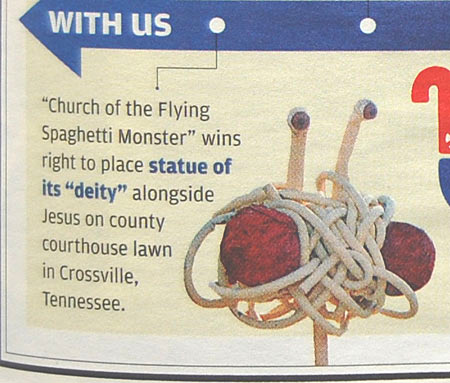 WITH US
“Church of the Flying
Spaghetti Monster” wins
right to place statue of
its “deity” alongside
Jesus on county
courthouse lawn
in Crossville,
Tennessee.